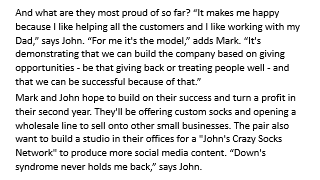 And what are they most proud of so far? “It makes me happy
because I like helping all the customers and I like working with my
Dad,” says John. “For me it's the model,” adds Mark. “It's
demonstrating that we can build the company based on giving
opportunities - be that giving back or treating people well - and
that we can be successful because of that.”
Mark and John hope to build on their success and turn a profit in
their second year. They'll be offering custom socks and opening a
wholesale line to sell onto other small businesses. The pair also
want to build a studio in their offices for a "John's Crazy Socks
Network" to produce more social media content. “Down's
syndrome never holds me back,” says John.